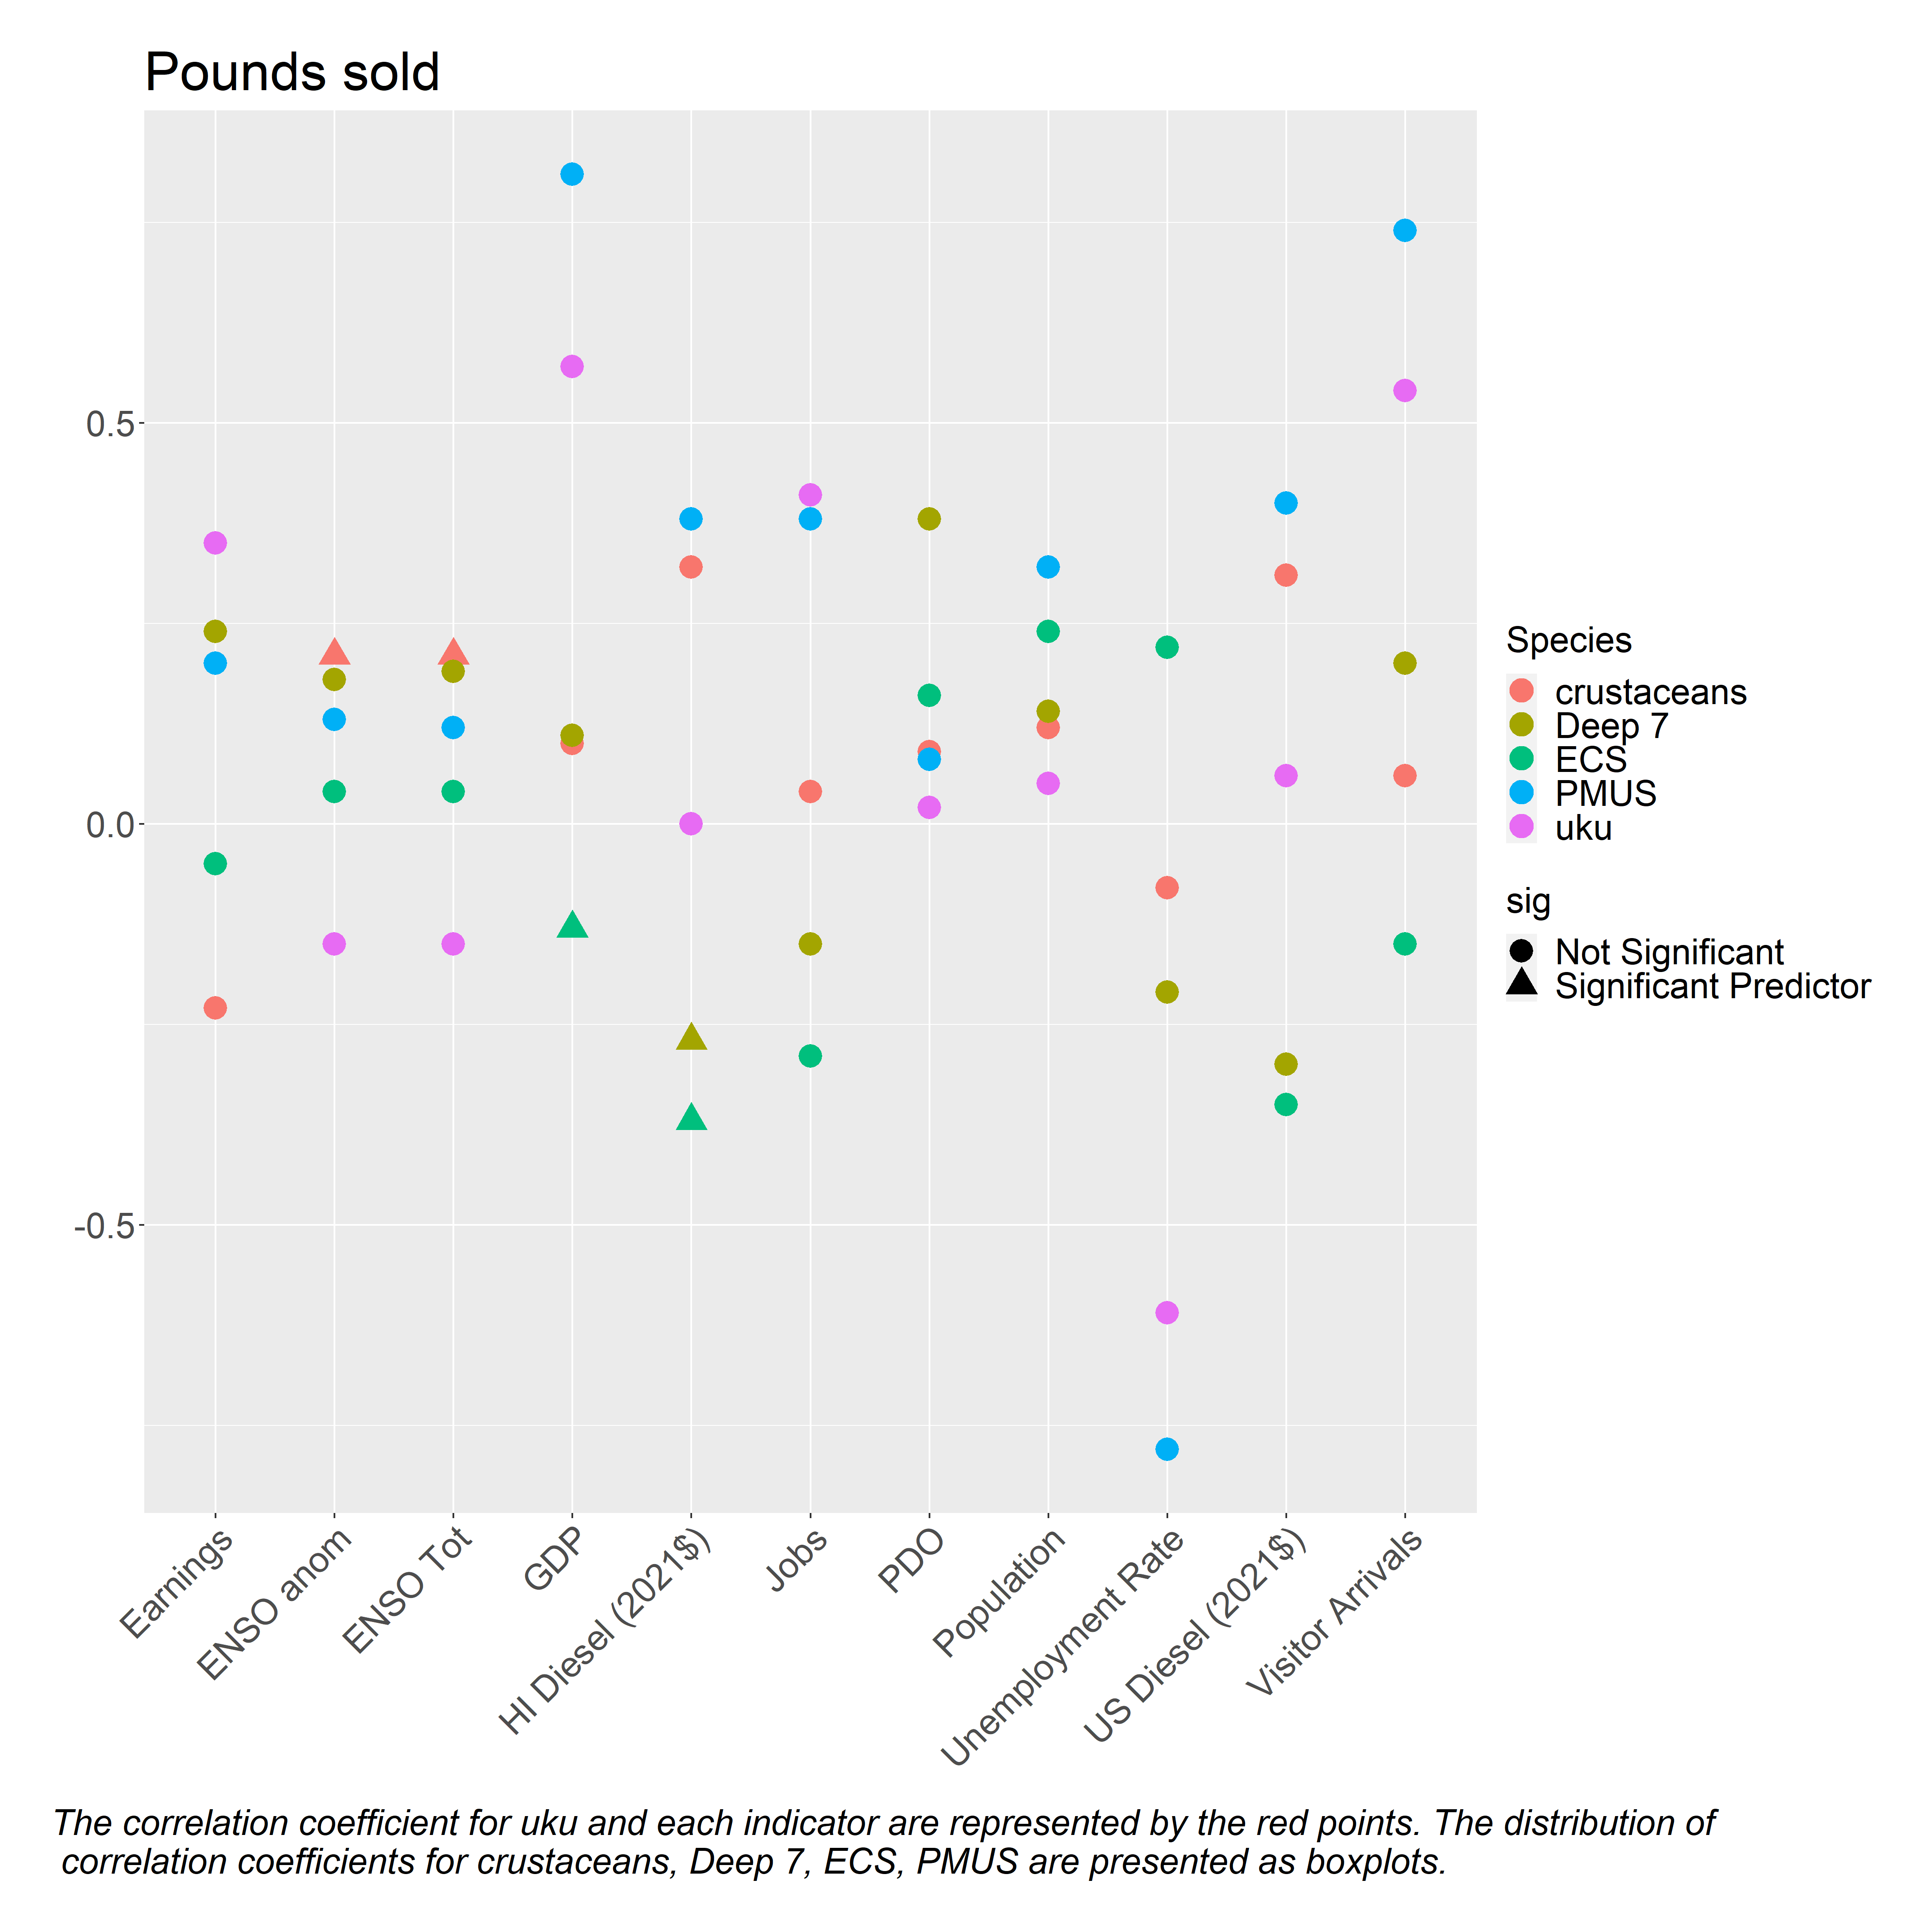 Pounds sold
0.5
0.0
-0.5
Earnings
ENSO anom
ENSO Tot
GDP
HI Diesel (2021$)
Jobs
PDO
Population
Unemployment Rate
US Diesel (2021$)
Visitor Arrivals
Species
crustaceans
Deep 7
ECS
PMUS
uku
sig
Not Significant
Significant Predictor
The correlation coefficient for uku and each indicator are represented by the red points. The distribution of
correlation coefficients for crustaceans, Deep 7, ECS, PMUS are presented as boxplots.